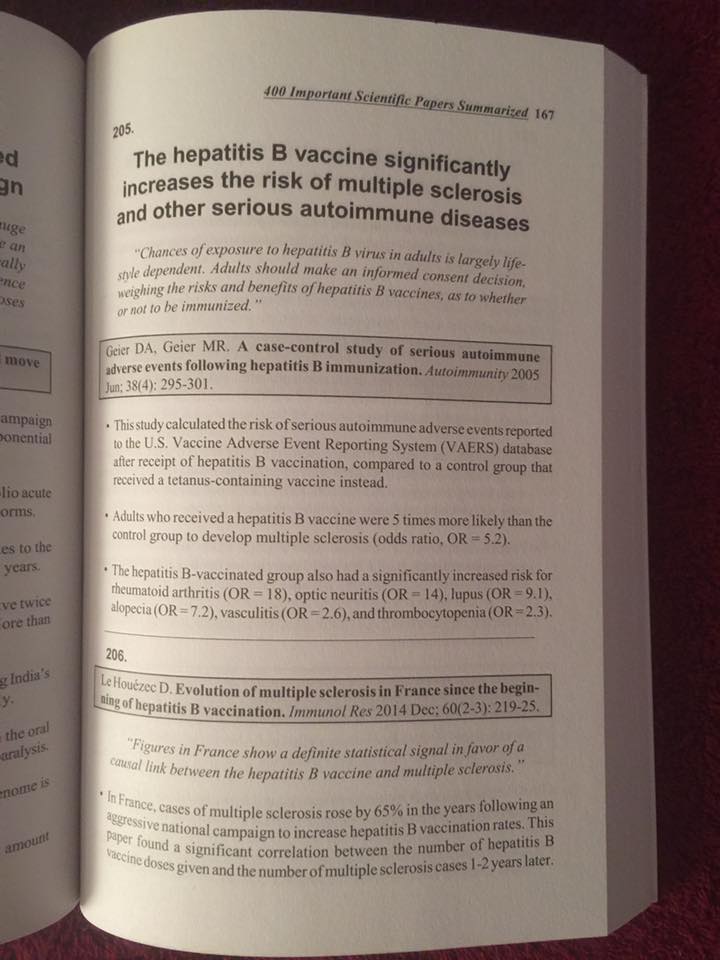 ed
gn
uge
e an
ally
ence
oses
move
ampaign
ponential
lio acute
orms.
es to the
years.
ve twice
ore than
g India's
y.
the oral
aralysis.
enome is
amount
400 Important Scientific Papers Summarized 167
205.
The hepatitis B vaccine significantly
increases the risk of multiple sclerosis
and other serious autoimmune diseases
"Chances of exposure to hepatitis B virus in adults is largely life-
style dependent. Adults should make an informed consent decision,
weighing the risks and benefits of hepatitis B vaccines, as to whether
or not to be immunized."
Geier DA, Geier MR. A case-control study of serious autoimmune
adverse events following hepatitis B immunization. Autoimmunity 2005
Jun; 38(4): 295-301.
• This study calculated the risk of serious autoimmune adverse events reported
to the U.S. Vaccine Adverse Event Reporting System (VAERS) database
after receipt of hepatitis B vaccination, compared to a control group that
received a tetanus-containing vaccine instead.
• Adults who received a hepatitis B vaccine were 5 times more likely than the
control group to develop multiple sclerosis (odds ratio, OR = 5.2).
• The hepatitis B-vaccinated group also had a significantly increased risk for
rheumatoid arthritis (OR = 18), optic neuritis (OR = 14), lupus (OR = 9.1),
alopecia (OR = 7.2), vasculitis (OR = 2.6), and thrombocytopenia (OR = 2.3).
206.
Le Houézec D. Evolution of multiple sclerosis in France since the begin-
ning of hepatitis B vaccination. Immunol Res 2014 Dec; 60(2-3): 219-25.
"Figures in France show a definite statistical signal in favor of a
causal link between the hepatitis B vaccine and multiple sclerosis."
• In France, cases of multiple sclerosis rose by 65% in the years following an
aggressive national campaign to increase hepatitis B vaccination rates. This
paper found a significant correlation between the number of hepatitis B
vaccine doses given and the number of multiple sclerosis cases 1-2 years later.